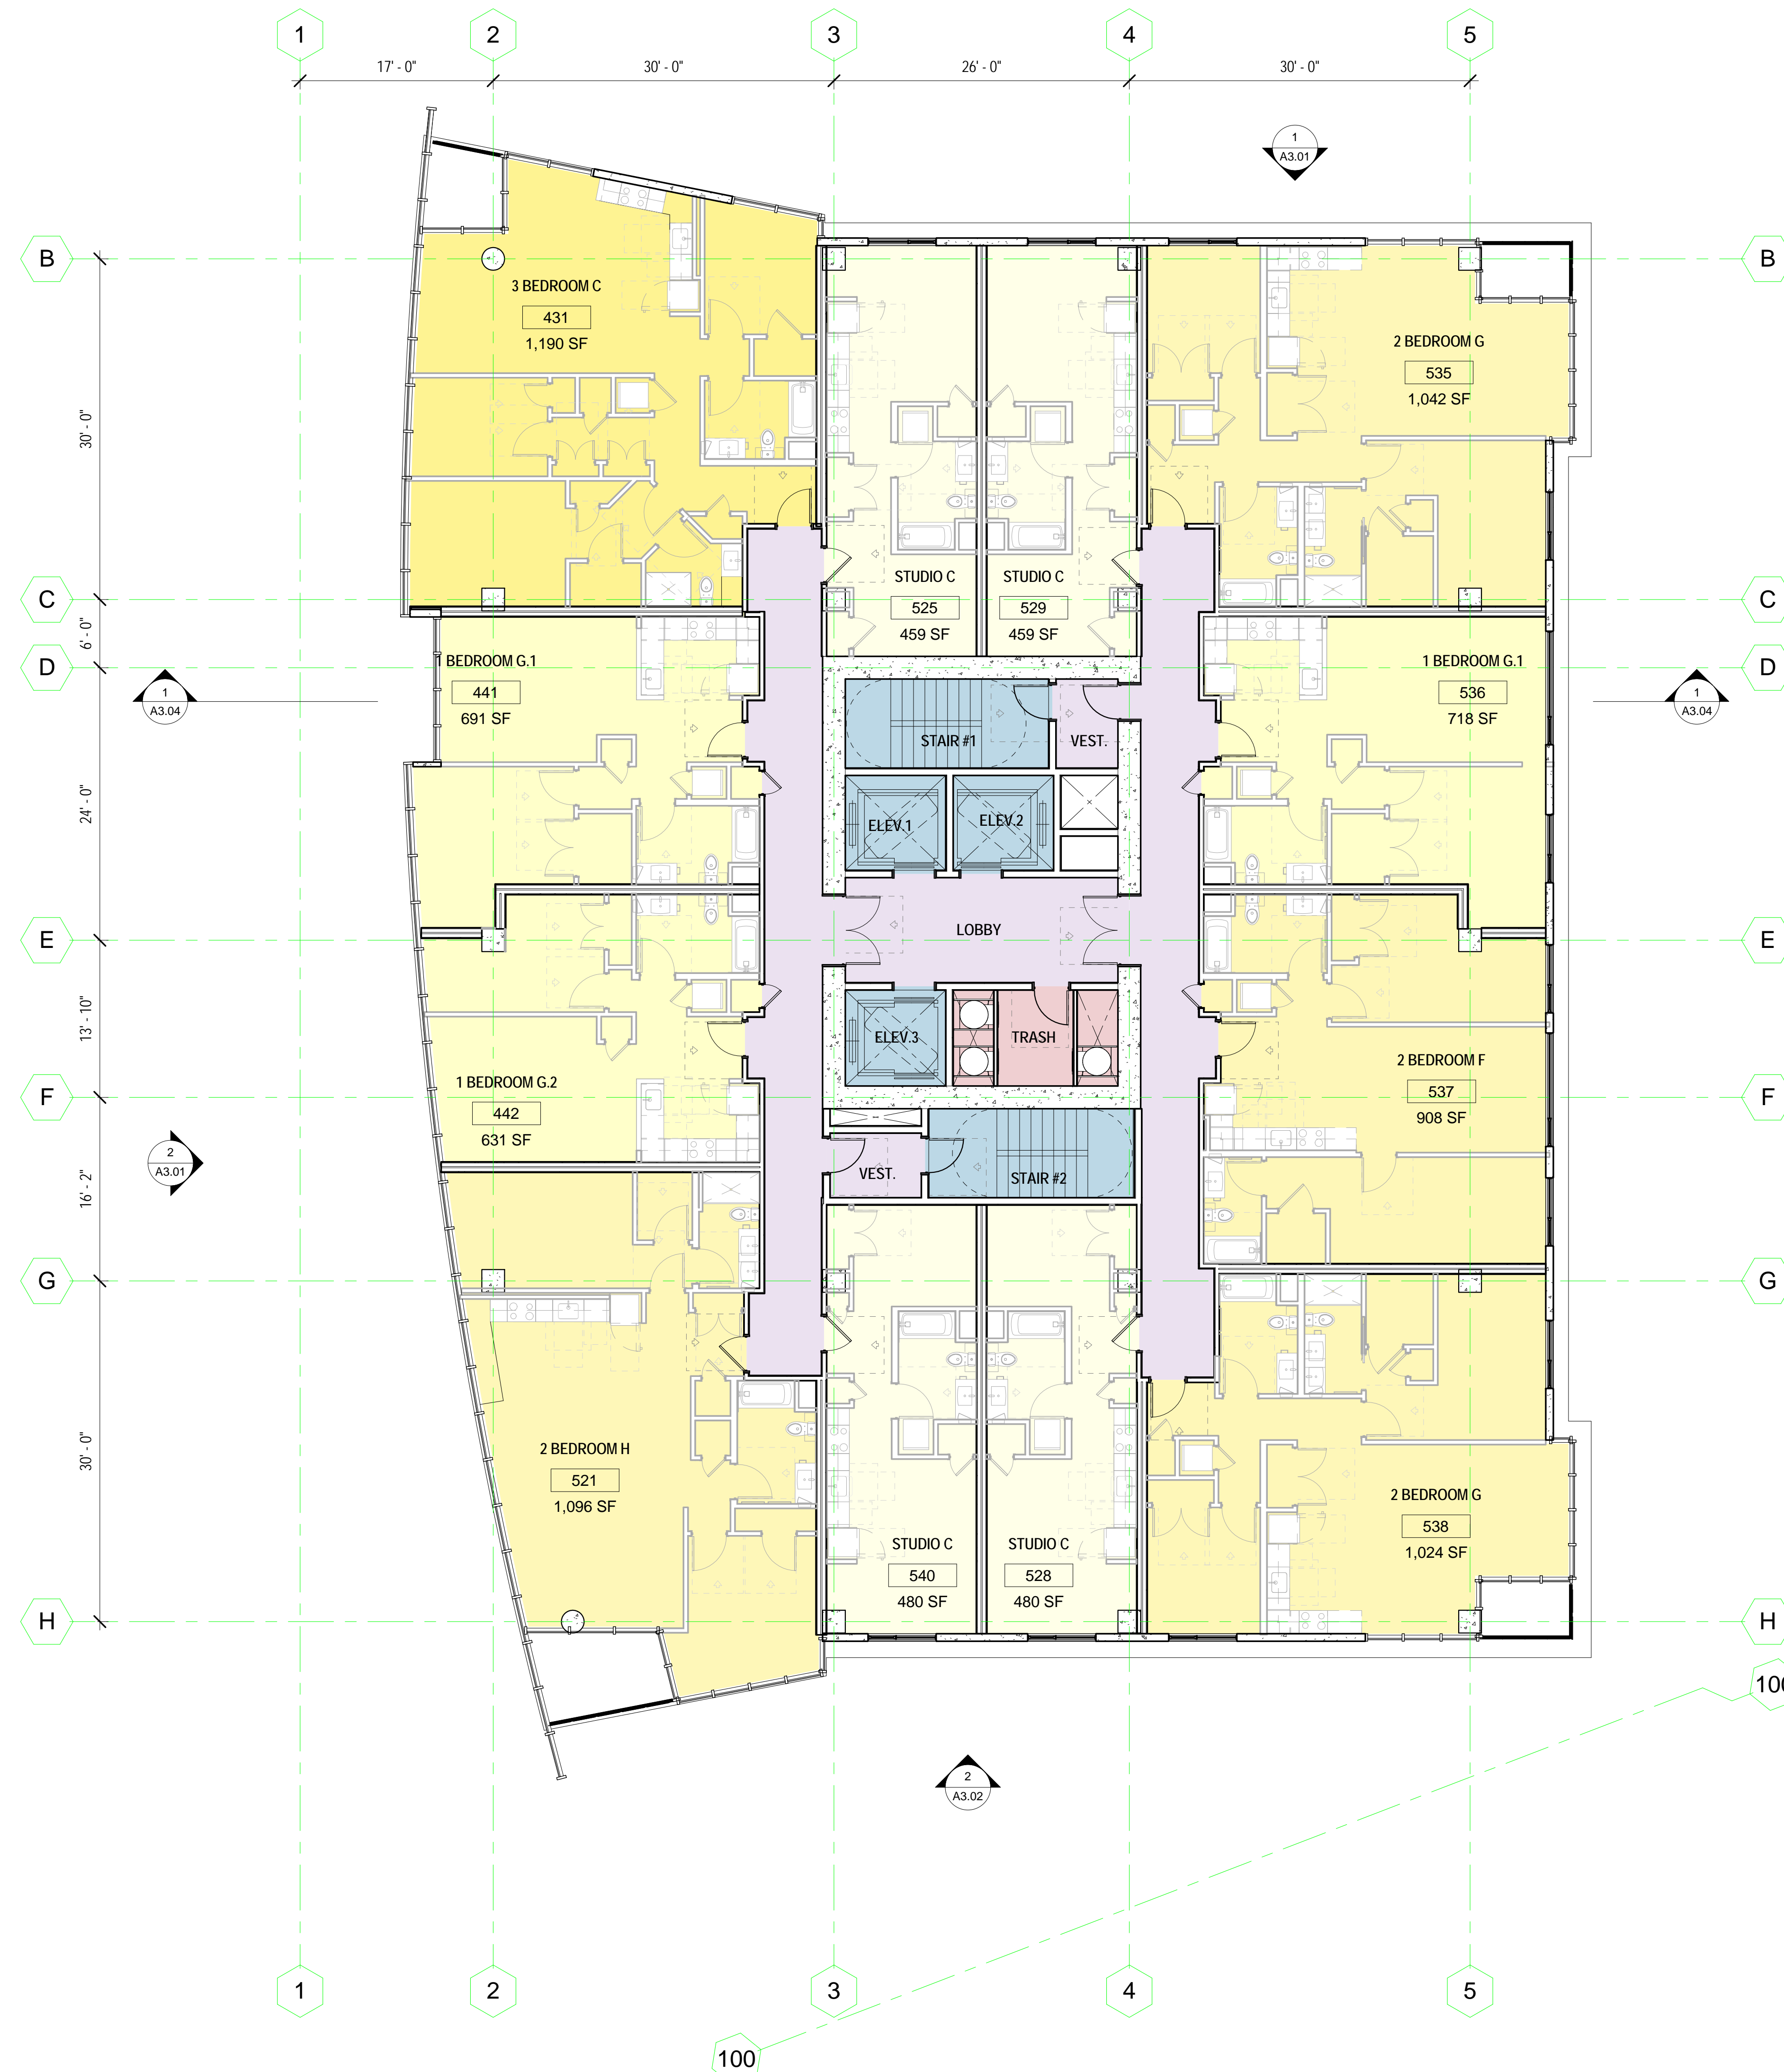 1
2
3
4
5
17' - 0"
30' - 0"
26' - 0"
30' - 0"
1
A3.01
B
B
3 BEDROOM C
431
1,190 SF
2 BEDROOM G
535
1,042 SF
30' - 0"
STUDIO C
525
459 SF
STUDIO C
529
459 SF
C
C
6' - 0"
D
D
1 BEDROOM G.1
441
691 SF
1 BEDROOM G.1
536
718 SF
1
A3.04
1
A3.04
STAIR #1
VEST.
24' - 0"
ELEV.1
ELEV.2
LOBBY
E
E
13' - 10"
ELEV.3
TRASH
1 BEDROOM G.2
442
631 SF
2 BEDROOM F
537
908 SF
F
F
2
A3.01
VEST.
STAIR #2
16' - 2"
G
G
30' - 0"
2 BEDROOM H
521
1,096 SF
STUDIO C
540
480 SF
STUDIO C
528
480 SF
2 BEDROOM G
538
1,024 SF
H
H
100
2
A3.02
1
2
3
4
5
100